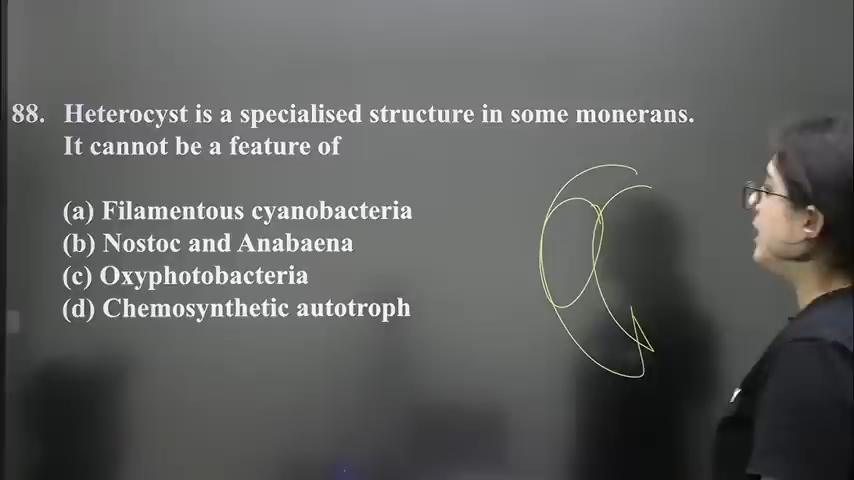 88. Heterocyst is a specialised structure in some monerans.
It cannot be a feature of
(a) Filamentous cyanobacteria
(b) Nostoc and Anabaena
(c) Oxyphotobacteria
(d) Chemosynthetic autotroph